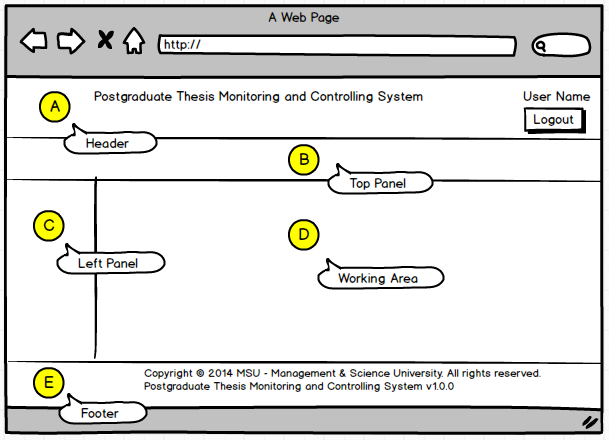 A Web Page
http://
A
Postgraduate Thesis Monitoring and Controlling System
User Name
Logout
Header
B
Top Panel
C
Left Panel
D
Working Area
E
Copyright © 2014 MSU - Management & Science University. All rights reserved.
Postgraduate Thesis Monitoring and Controlling System v1.0.0
Footer